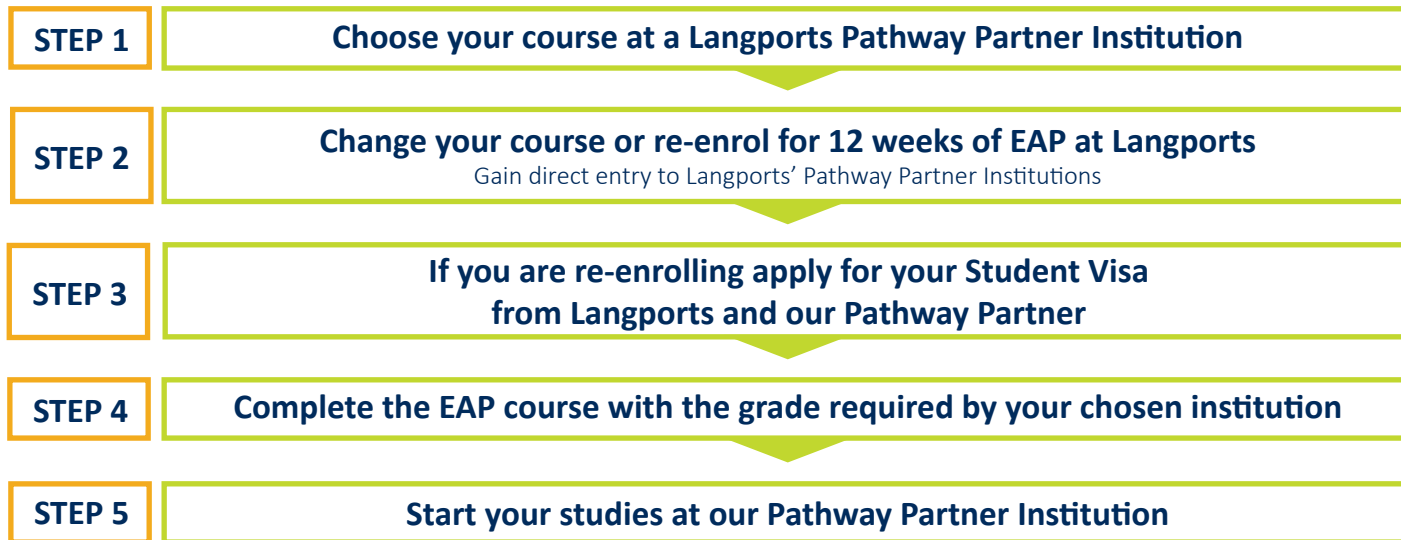 STEP 1
Choose your course at a Langports Pathway Partner Institution
STEP 2
Change your course or re-enrol for 12 weeks of EAP at Langports
Gain direct entry to Langports’ Pathway Partner Institutions
STEP 3
If you are re-enrolling apply for your Student Visa
from Langports and our Pathway Partner
STEP 4
Complete the EAP course with the grade required by your chosen institution
STEP 5
Start your studies at our Pathway Partner Institution